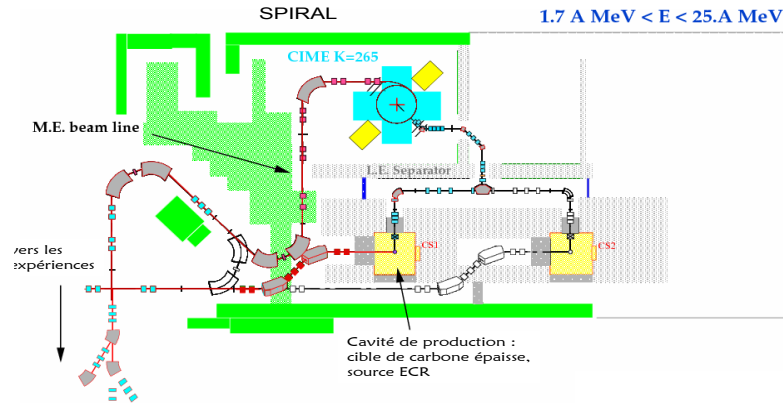 SPIRAL
1.7 A MeV < E < 25.A MeV
CIME K=265
M.E. beam line
L.E. Separator
vers les
expériences
CS1
CS2
Cavité de production :
cible de carbone épaisse,
source ECR